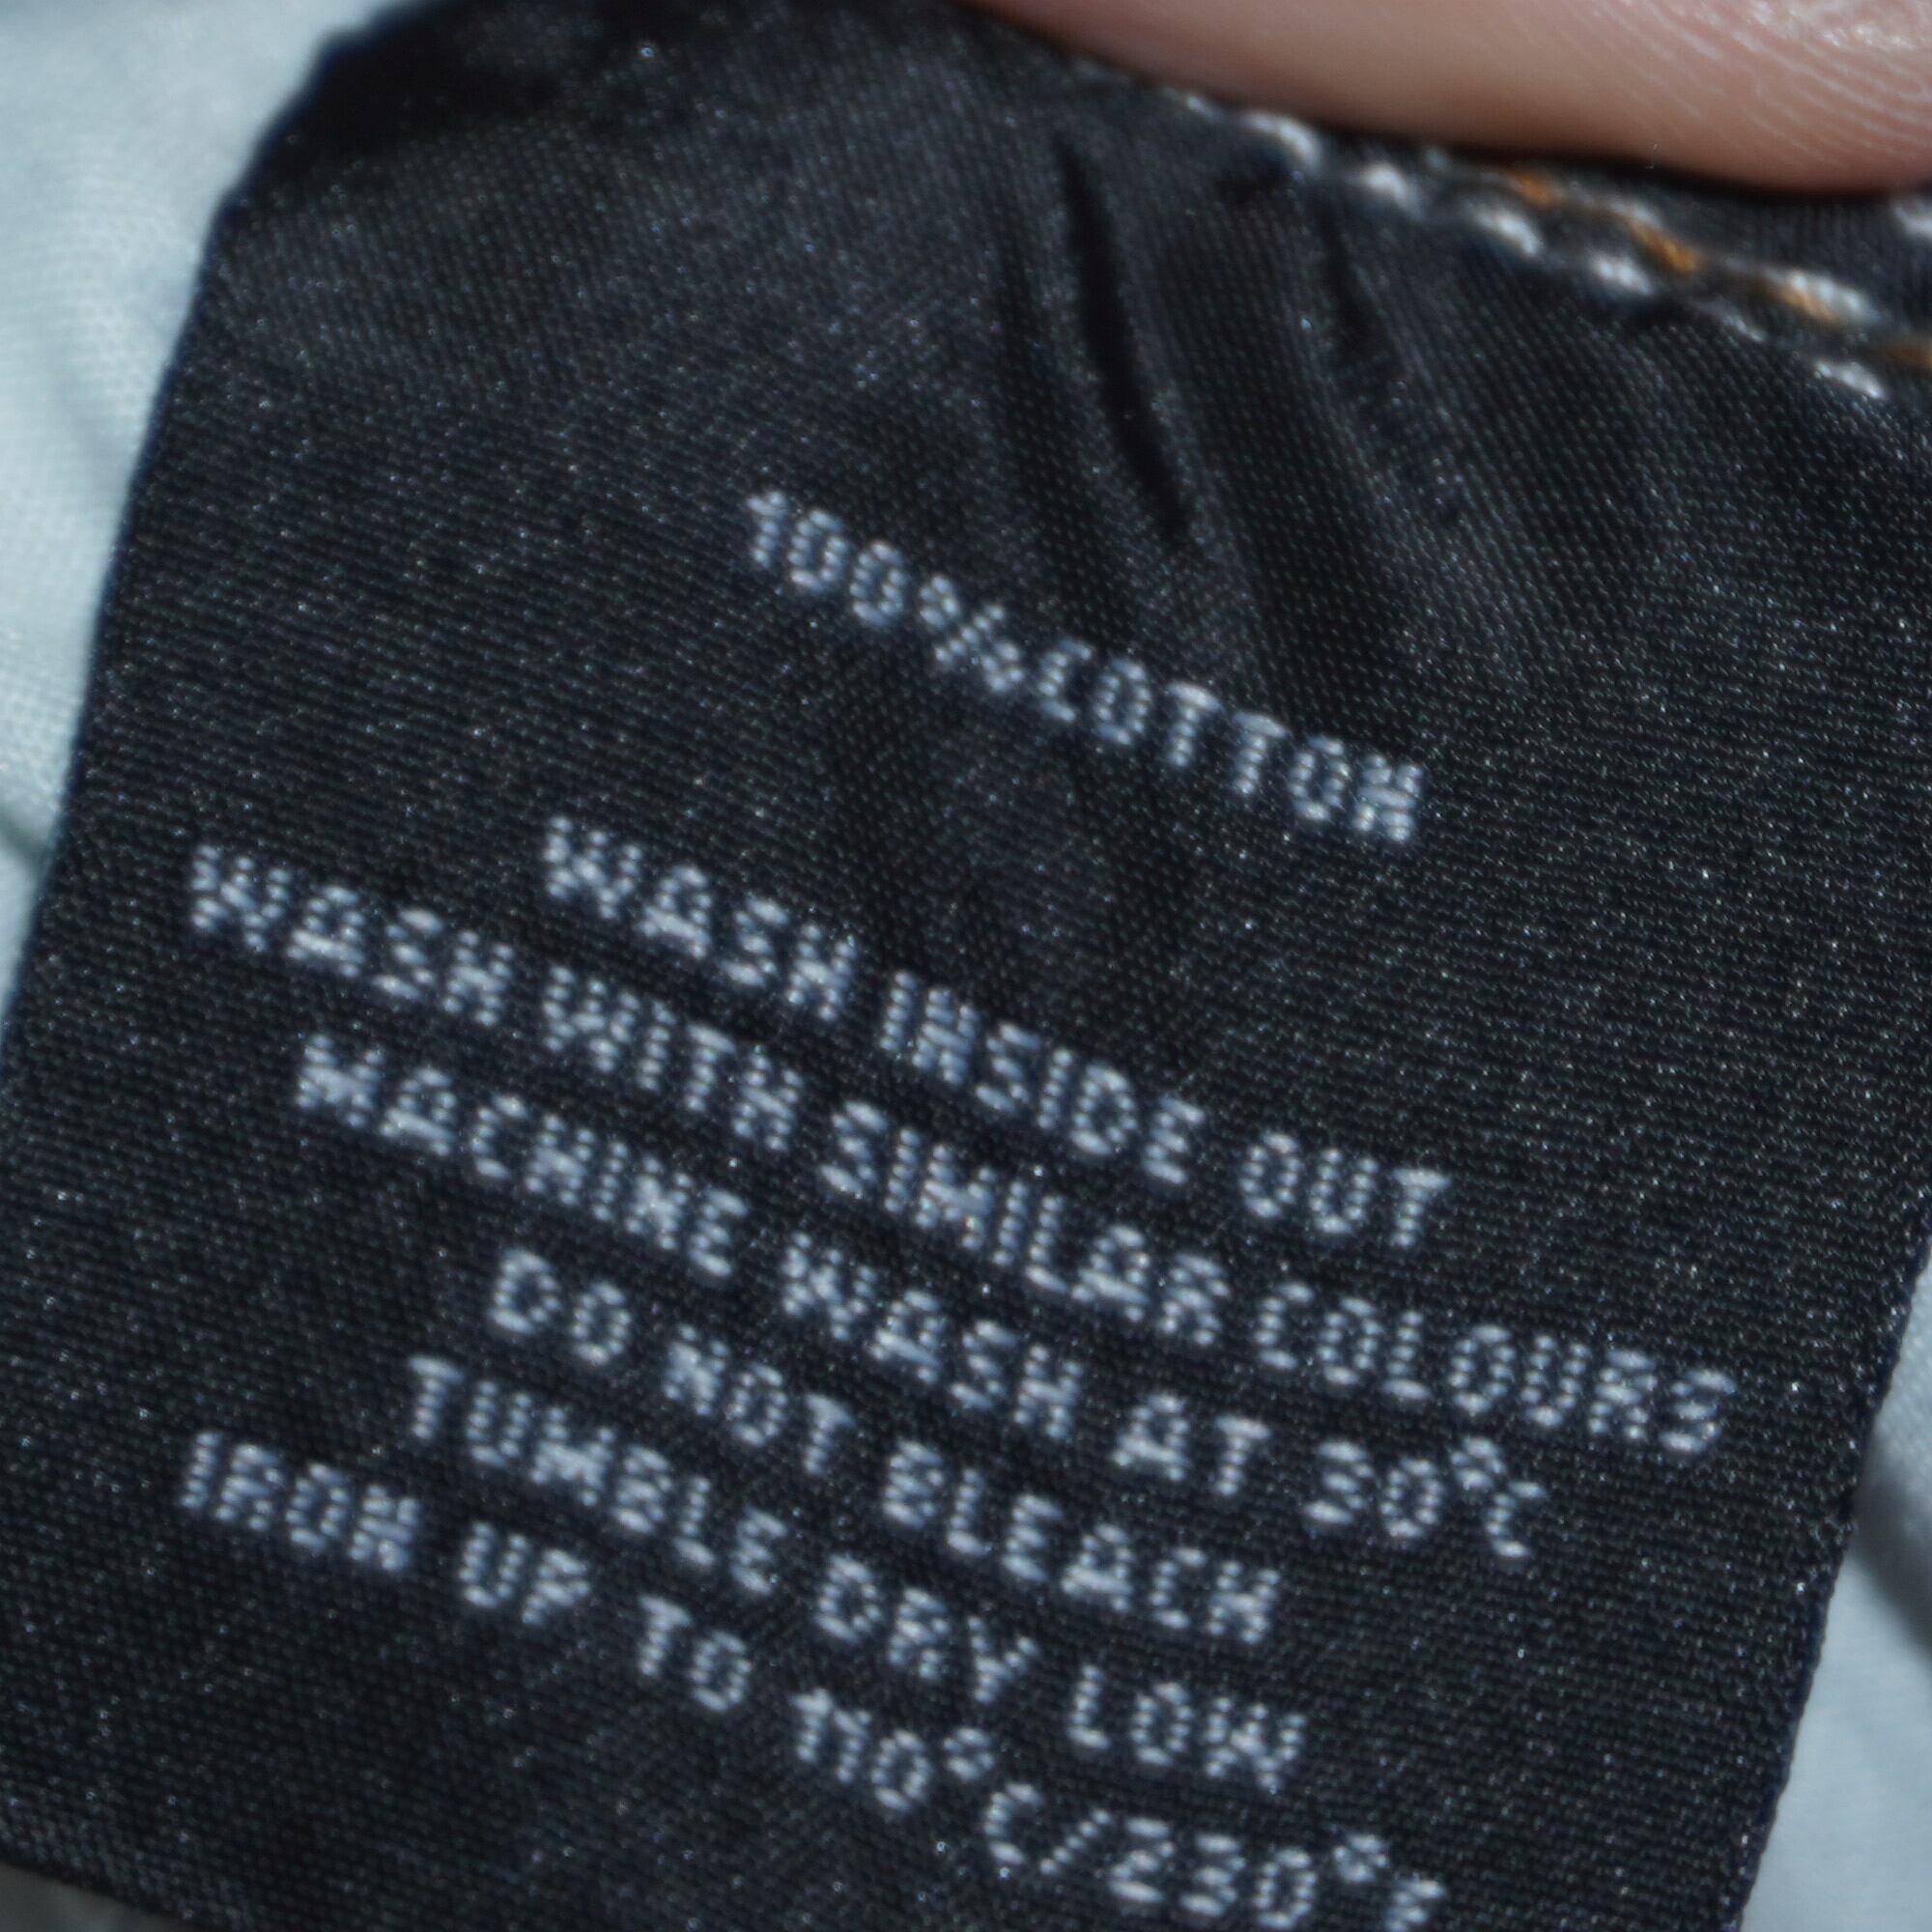 100%COTTON
WASH INSIDE OUT
WASH WITH SIMILAR COLOURS
MACHINE WASH AT 30°C
DO NOT BLEACH
TUMBLE DRY LOW
IRON UP TO 110°C/230°F